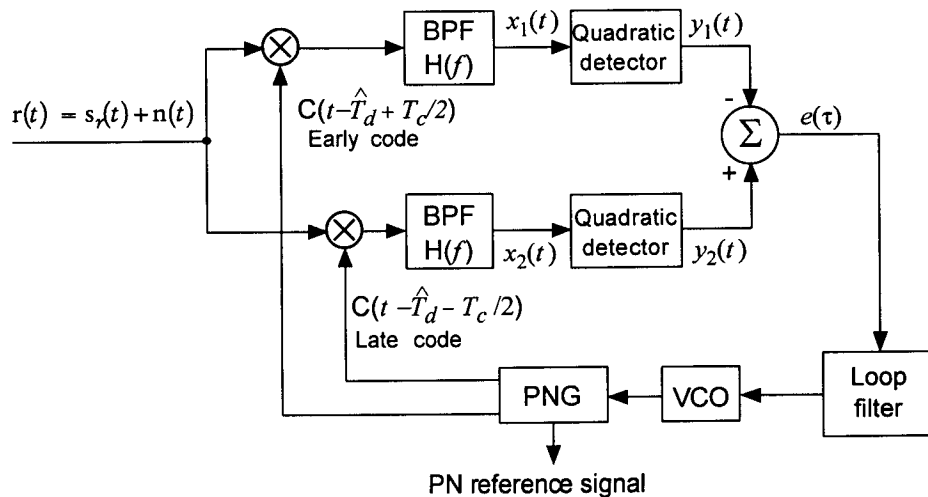 BPF
H(f)
x₁(t)
Quadratic
detector
y₁(t)
-
r(t) = sᵣ(t)+n(t)
C(t−T̂_d + T_c/2)
Early code
Σ
e(τ)
+
BPF
H(f)
x₂(t)
Quadratic
detector
y₂(t)
C(t −T̂_d − T_c /2)
Late code
PNG
VCO
Loop
filter
PN reference signal